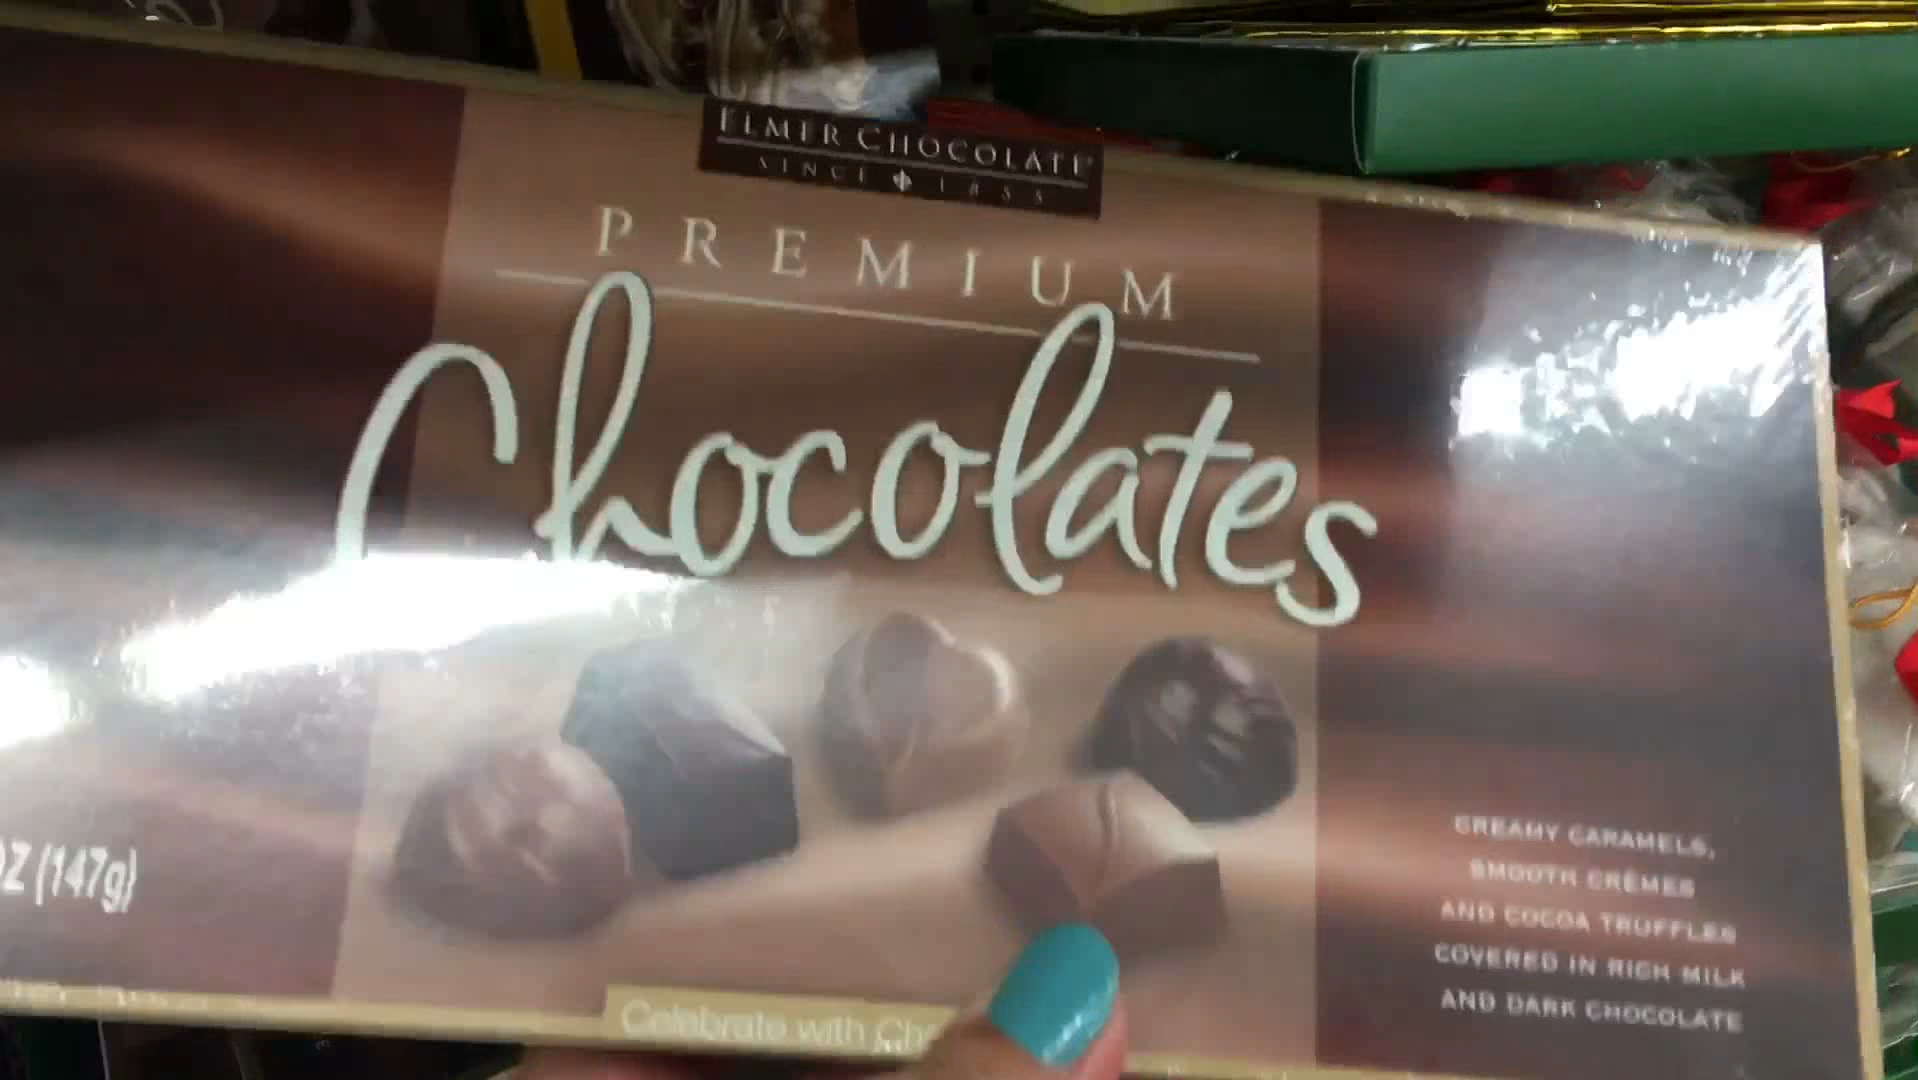 ELMER CHOCOLATE®
SINCE 1855
PREMIUM
Chocolates
OZ (147g)
CREAMY CARAMELS,
SMOOTH CRÈMES
AND COCOA TRUFFLES
COVERED IN RICH MILK
AND DARK CHOCOLATE
Celebrate with